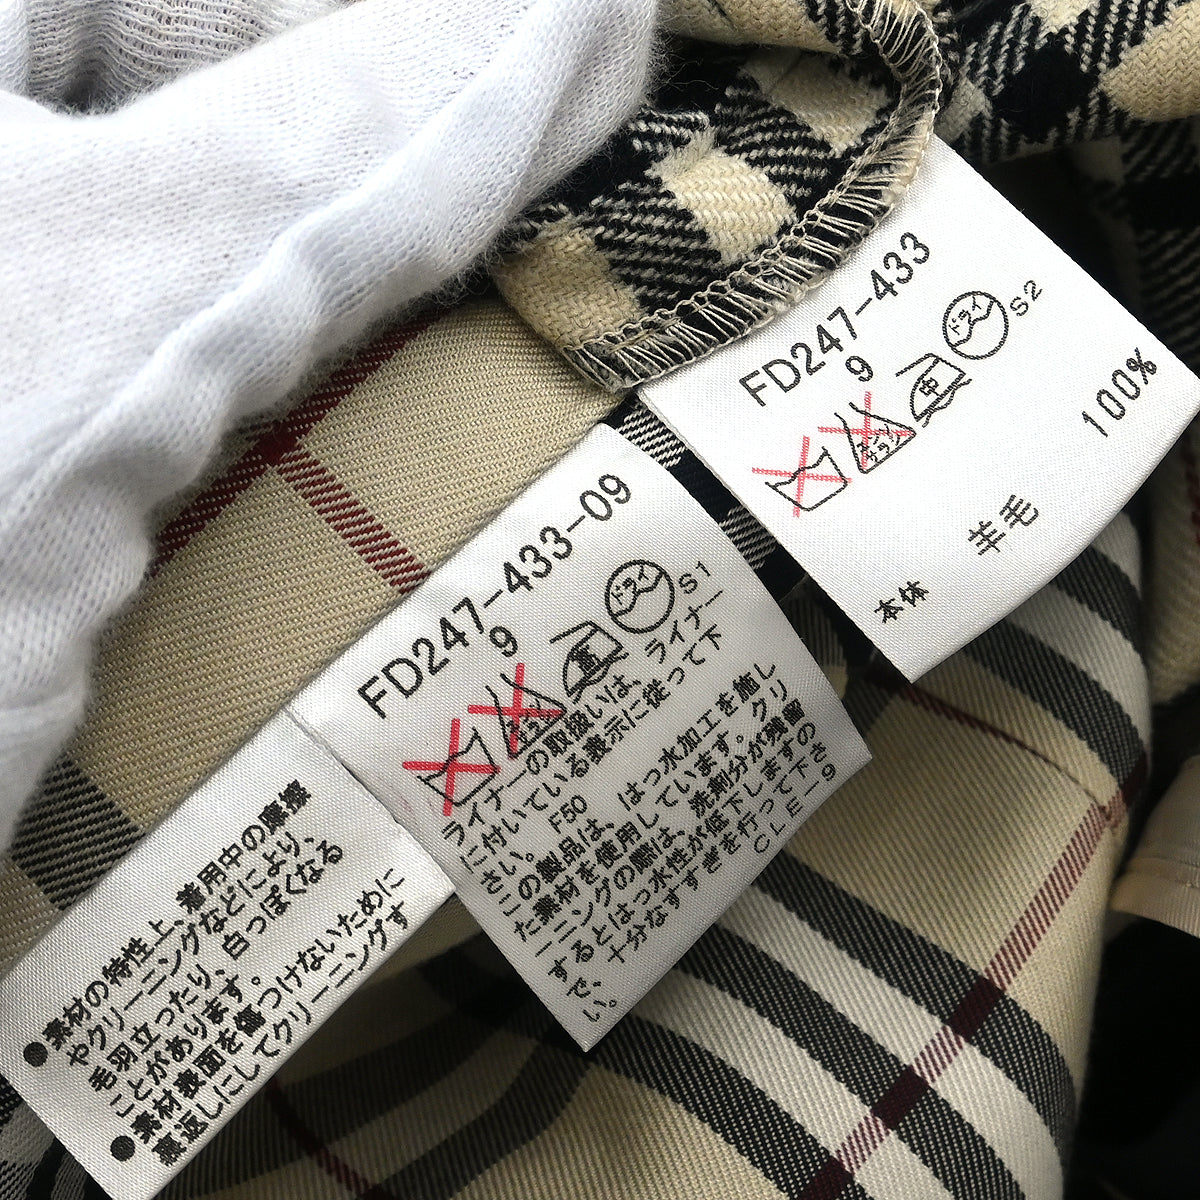 FD247-433
9
エンソサラシ
中
ドライ
S2
本体
羊毛
100%
FD247-433-09
9
ドライ
S1
ライナーの取扱いは、ライナー
に付いている表示に従って下
さい。
F50
この製品は、はっ水加工を施し
た素材を使用しています。クリ
ーニングの際は、洗剤分が残留
するとはっ水性が低下しますの
で、十分なすすぎを行って下さ
い。
CLE-9
●素材の特性上、着用中の摩擦
やクリーニングなどにより、
毛羽立ったり、白っぽくなる
ことがあります。
●素材表面を傷つけないために
裏返しにしてクリーニングす